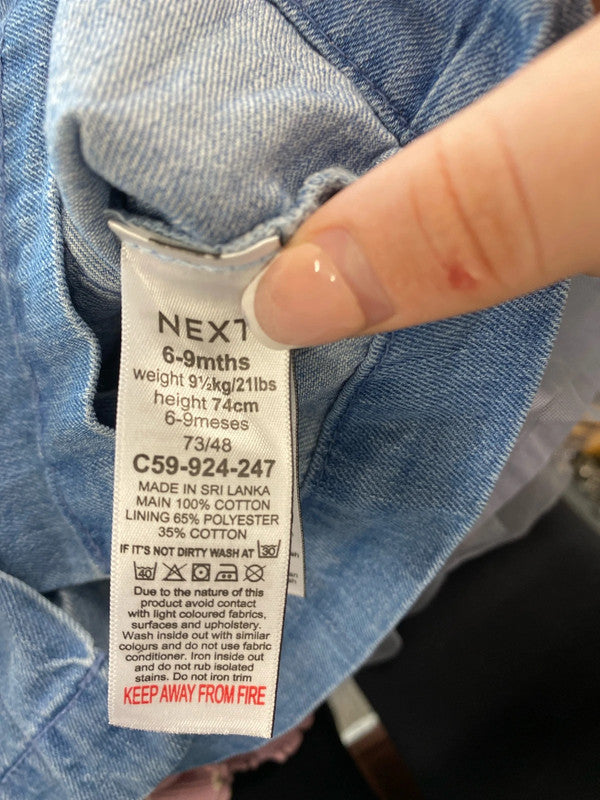 NEXT
6-9mths
weight 9½kg/21lbs
height 74cm
6-9meses
73/48
C59-924-247
MADE IN SRI LANKA
MAIN 100% COTTON
LINING 65% POLYESTER
35% COTTON
IF IT'S NOT DIRTY WASH AT 30
40
Due to the nature of this
product avoid contact
with light coloured fabrics,
surfaces and upholstery.
Wash inside out with similar
colours and do not use fabric
conditioner. Iron inside out
and do not rub isolated
stains. Do not iron trim
KEEP AWAY FROM FIRE